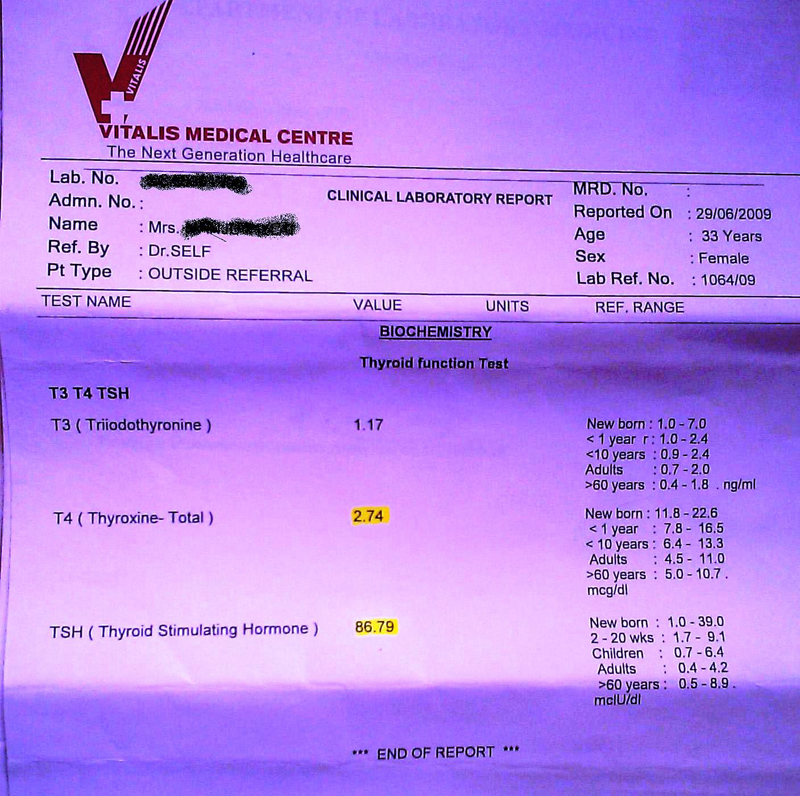 VITALIS
VITALIS MEDICAL CENTRE
The Next Generation Healthcare
CLINICAL LABORATORY REPORT
Lab. No.
Admn. No. :
Name : Mrs.
Ref. By : Dr.SELF
Pt Type : OUTSIDE REFERRAL
MRD. No. :
Reported On : 29/06/2009
Age : 33 Years
Sex : Female
Lab Ref. No. : 1064/09
TEST NAME VALUE UNITS REF. RANGE
BIOCHEMISTRY
Thyroid function Test
T3 T4 TSH
T3 ( Triiodothyronine ) 1.17 New born : 1.0 - 7.0
< 1 year r : 1.0 - 2.4
<10 years : 0.9 - 2.4
Adults : 0.7 - 2.0
>60 years : 0.4 - 1.8 . ng/ml
T4 ( Thyroxine- Total ) 2.74 New born : 11.8 - 22.6
< 1 year : 7.8 - 16.5
< 10 years : 6.4 - 13.3
Adults : 4.5 - 11.0
>60 years : 5.0 - 10.7 .
mcg/dl
TSH ( Thyroid Stimulating Hormone ) 86.79 New born : 1.0 - 39.0
2 - 20 wks : 1.7 - 9.1
Children : 0.7 - 6.4
Adults : 0.4 - 4.2
>60 years : 0.5 - 8.9 .
mcIU/dl
*** END OF REPORT ***